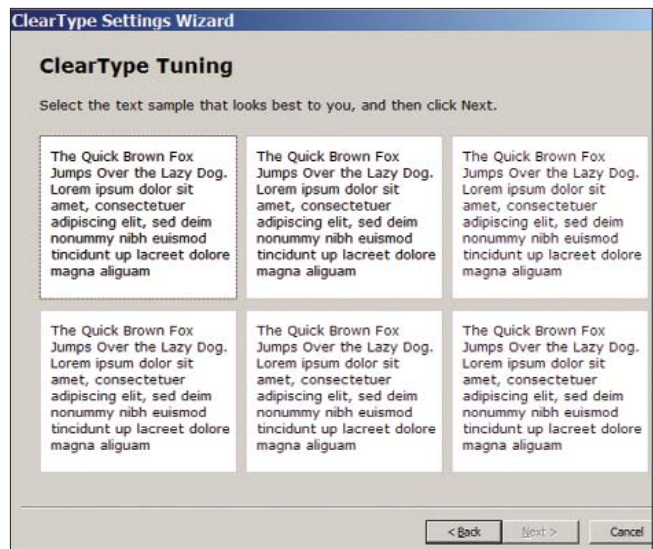 ClearType Settings Wizard
ClearType Tuning
Select the text sample that looks best to you, and then click Next.
The Quick Brown Fox
Jumps Over the Lazy Dog.
Lorem ipsum dolor sit
amet, consectetuer
adipiscing elit, sed deim
nonummy nibh euismod
tincidunt up lacreet dolore
magna aliguam
The Quick Brown Fox
Jumps Over the Lazy Dog.
Lorem ipsum dolor sit
amet, consectetuer
adipiscing elit, sed deim
nonummy nibh euismod
tincidunt up lacreet dolore
magna aliguam
The Quick Brown Fox
Jumps Over the Lazy Dog.
Lorem ipsum dolor sit
amet, consectetuer
adipiscing elit, sed deim
nonummy nibh euismod
tincidunt up lacreet dolore
magna aliguam
The Quick Brown Fox
Jumps Over the Lazy Dog.
Lorem ipsum dolor sit
amet, consectetuer
adipiscing elit, sed deim
nonummy nibh euismod
tincidunt up lacreet dolore
magna aliguam
The Quick Brown Fox
Jumps Over the Lazy Dog.
Lorem ipsum dolor sit
amet, consectetuer
adipiscing elit, sed deim
nonummy nibh euismod
tincidunt up lacreet dolore
magna aliguam
The Quick Brown Fox
Jumps Over the Lazy Dog.
Lorem ipsum dolor sit
amet, consectetuer
adipiscing elit, sed deim
nonummy nibh euismod
tincidunt up lacreet dolore
magna aliguam
< Back Next > Cancel